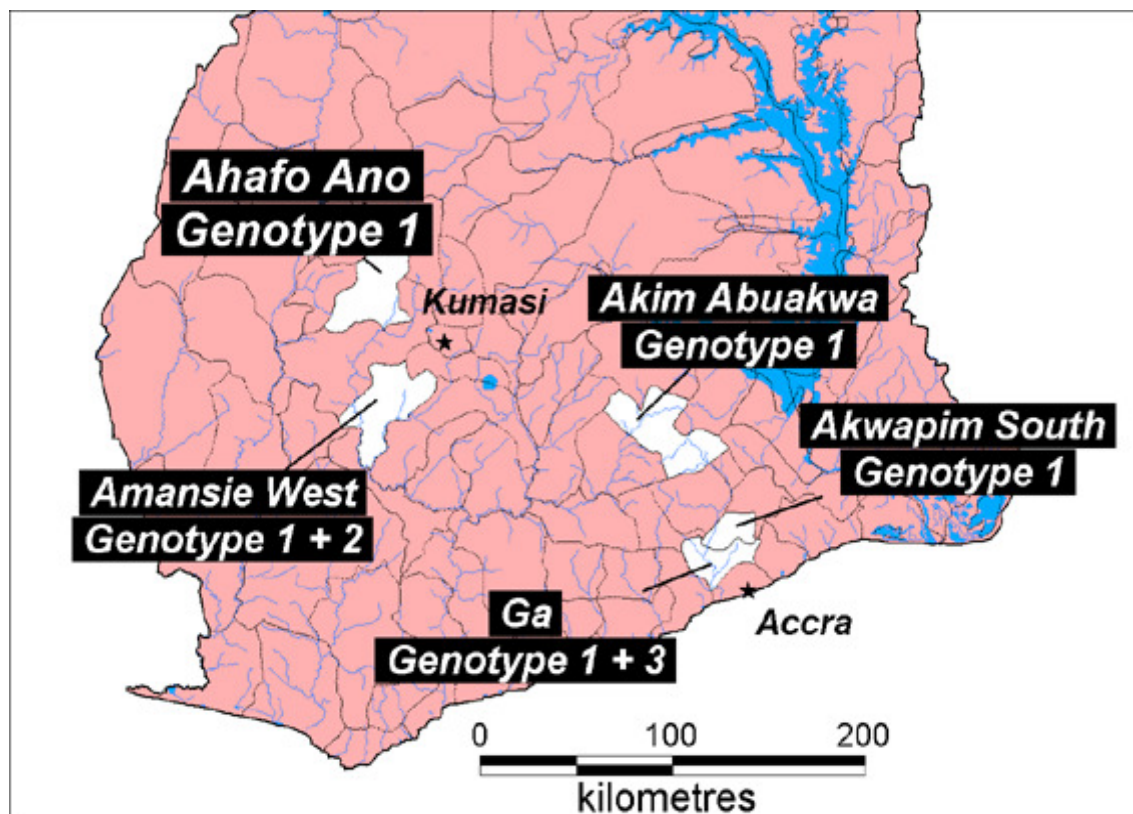 Ahafo Ano
Genotype 1
Kumasi
Akim Abuakwa
Genotype 1
Akwapim South
Genotype 1
Amansie West
Genotype 1 + 2
Ga
Genotype 1 + 3
Accra
0 100 200
kilometres